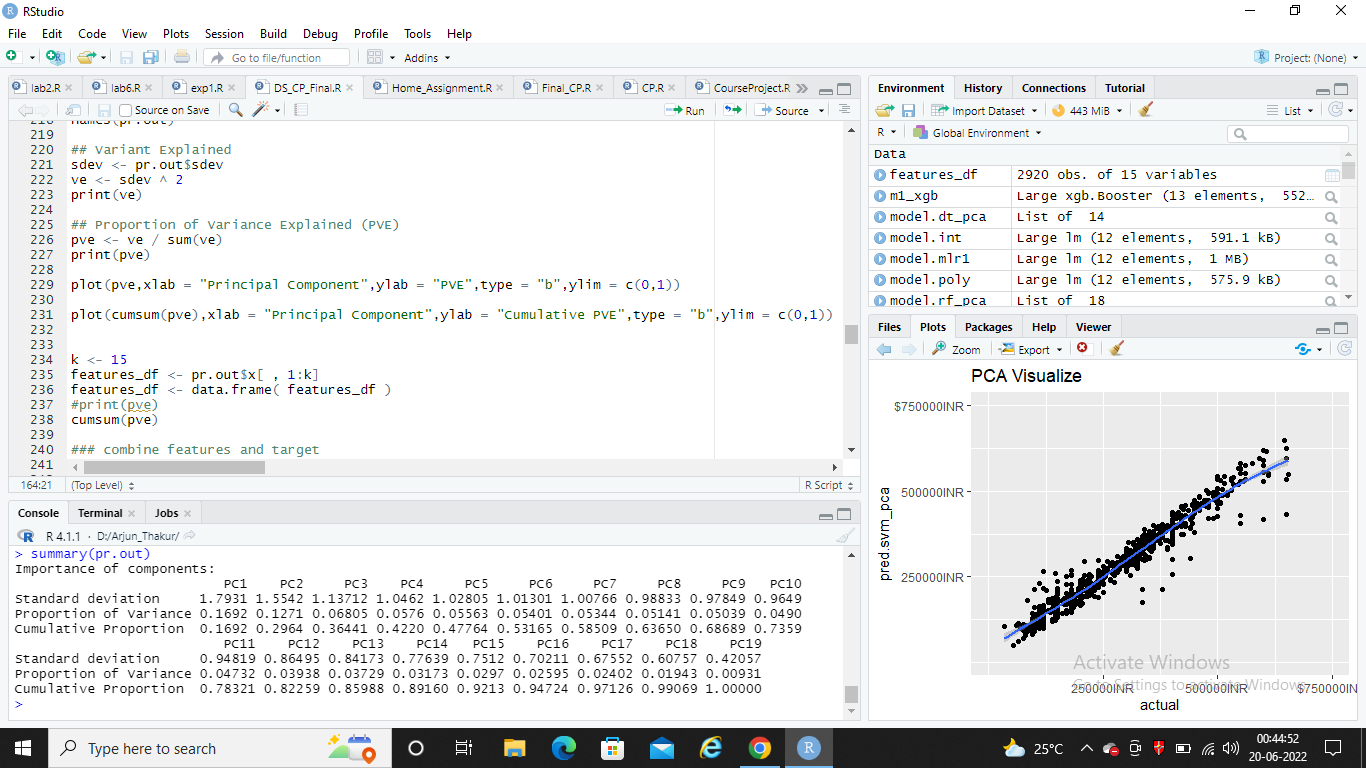 RStudio
File Edit Code View Plots Session Build Debug Profile Tools Help
Go to file/function Addins Project: (None)
lab2.R lab6.R exp1.R DS_CP_Final.R Home_Assignment.R Final_CP.R CP.R CourseProject.R
Source on Save Run Source
218 names(pr.out)
219
220 ## Variant Explained
221 sdev <- pr.out$sdev
222 ve <- sdev ^ 2
223 print(ve)
224
225 ## Proportion of Variance Explained (PVE)
226 pve <- ve / sum(ve)
227 print(pve)
228
229 plot(pve,xlab = "Principal Component",ylab = "PVE",type = "b",ylim = c(0,1))
230
231 plot(cumsum(pve),xlab = "Principal Component",ylab = "Cumulative PVE",type = "b",ylim = c(0,1))
232
233
234 k <- 15
235 features_df <- pr.out$x[ , 1:k]
236 features_df <- data.frame( features_df )
237 #print(pve)
238 cumsum(pve)
239
240 ### combine features and target
241
164:21 (Top Level) R Script
Console Terminal Jobs
R 4.1.1 · D:/Arjun_Thakur/
> summary(pr.out)
Importance of components:
PC1 PC2 PC3 PC4 PC5 PC6 PC7 PC8 PC9 PC10
Standard deviation 1.7931 1.5542 1.13712 1.0462 1.02805 1.01301 1.00766 0.98833 0.97849 0.9649
Proportion of Variance 0.1692 0.1271 0.06805 0.0576 0.05563 0.05401 0.05344 0.05141 0.05039 0.0490
Cumulative Proportion 0.1692 0.2964 0.36441 0.4220 0.47764 0.53165 0.58509 0.63650 0.68689 0.7359
PC11 PC12 PC13 PC14 PC15 PC16 PC17 PC18 PC19
Standard deviation 0.94819 0.86495 0.84173 0.77639 0.7512 0.70211 0.67552 0.60757 0.42057
Proportion of Variance 0.04732 0.03938 0.03729 0.03173 0.0297 0.02595 0.02402 0.01943 0.00931
Cumulative Proportion 0.78321 0.82259 0.85988 0.89160 0.9213 0.94724 0.97126 0.99069 1.00000
>
Environment History Connections Tutorial
Import Dataset 443 MiB List
R Global Environment
Data
features_df 2920 obs. of 15 variables
m1_xgb Large xgb.Booster (13 elements, 552…
model.dt_pca List of 14
model.int Large lm (12 elements, 591.1 kB)
model.mlr1 Large lm (12 elements, 1 MB)
model.poly Large lm (12 elements, 575.9 kB)
model.rf_pca List of 18
Files Plots Packages Help Viewer
Zoom Export
PCA Visualize
$750000INR
500000INR
250000INR
pred.svm_pca
250000INR 500000INR $750000IN
actual
Activate Windows
Go to Settings to activate Windows.
Type here to search
25°C
00:44:52
20-06-2022